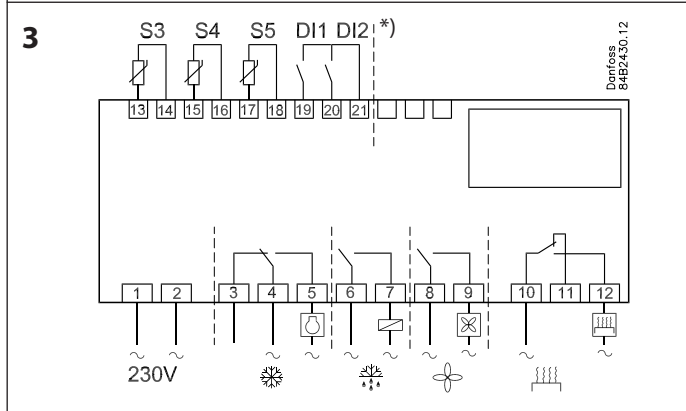 3
S3 S4 S5 DI1 DI2 *)
Danfoss
84B2430.12
13 14 15 16 17 18 19 20 21
1 2 3 4 5 6 7 8 9 10 11 12
230V